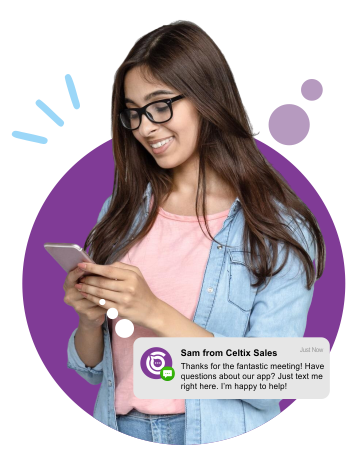 Sam from Celtix Sales
Just Now
Thanks for the fantastic meeting! Have
questions about our app? Just text me
right here. I'm happy to help!